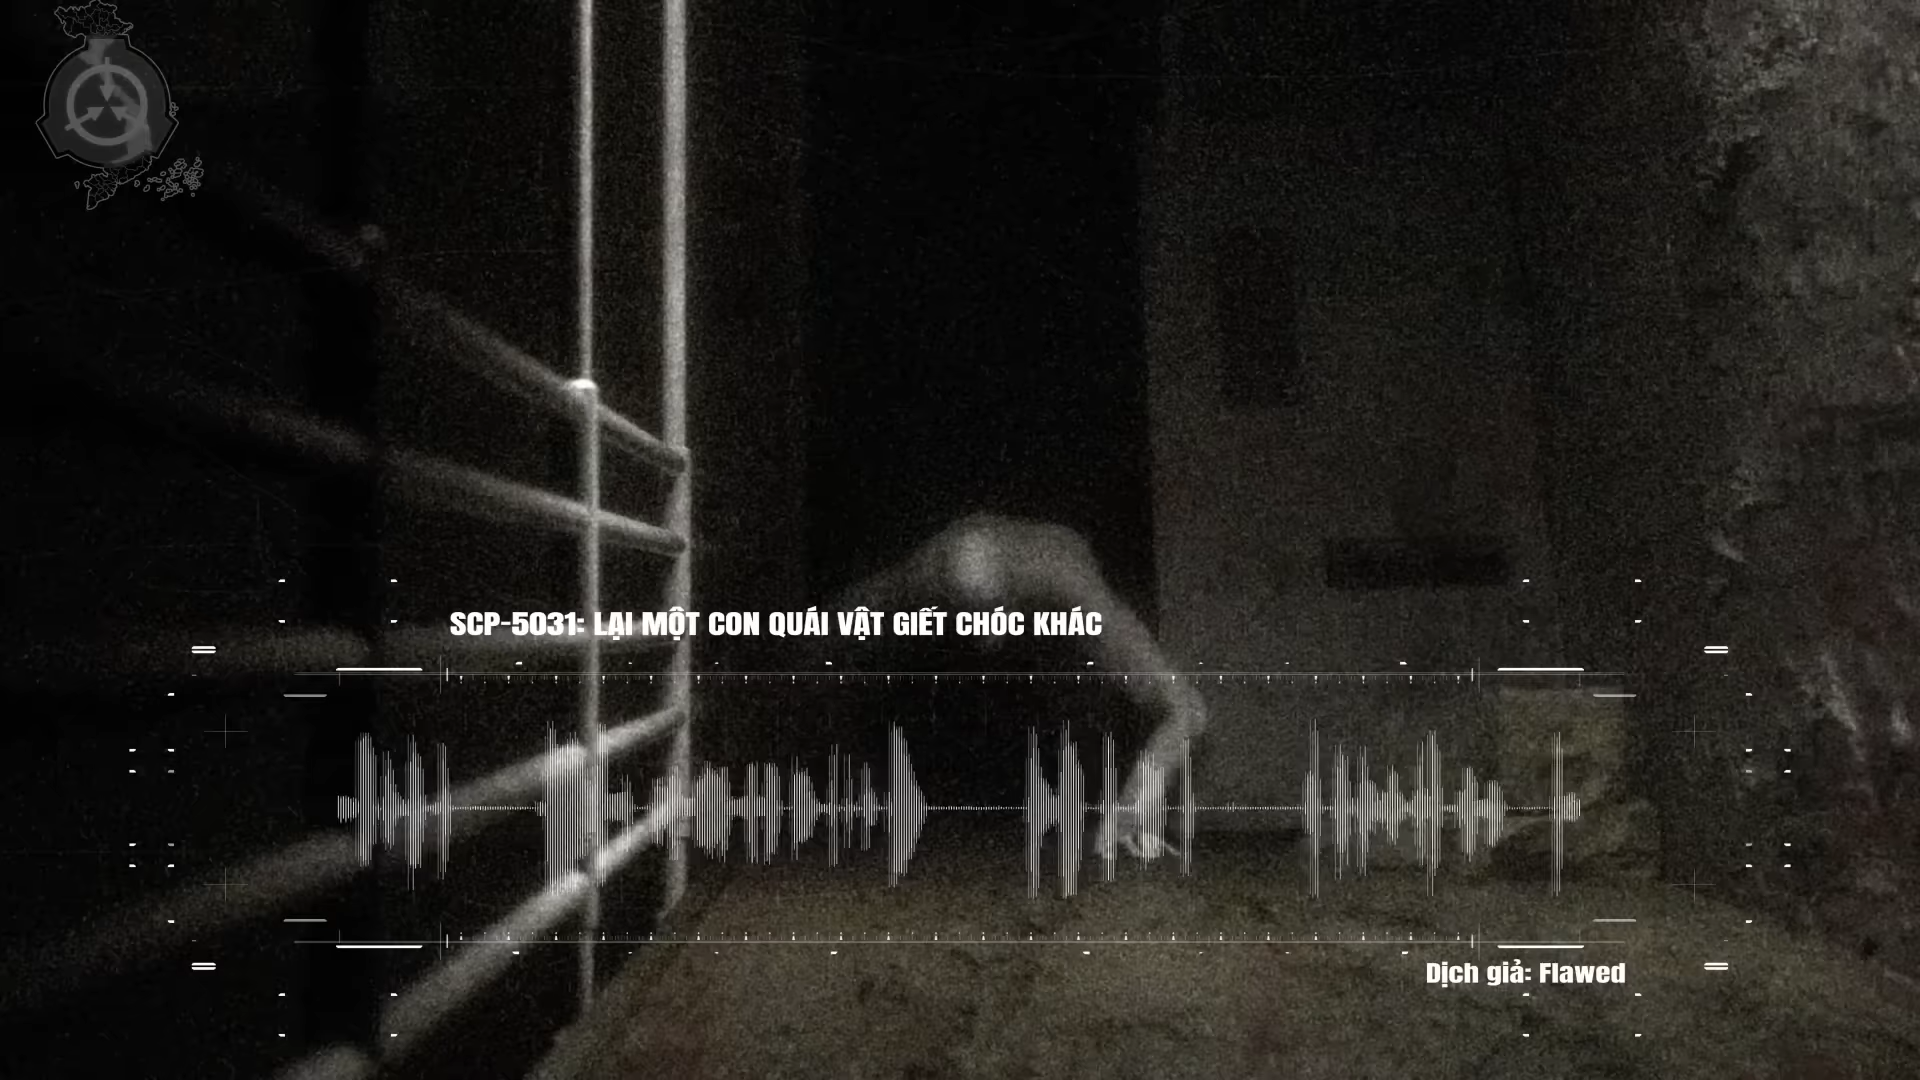 SCP-5031: LẠI MỘT CON QUÁI VẬT GIẾT CHÓC KHÁC
Dịch giả: Flawed